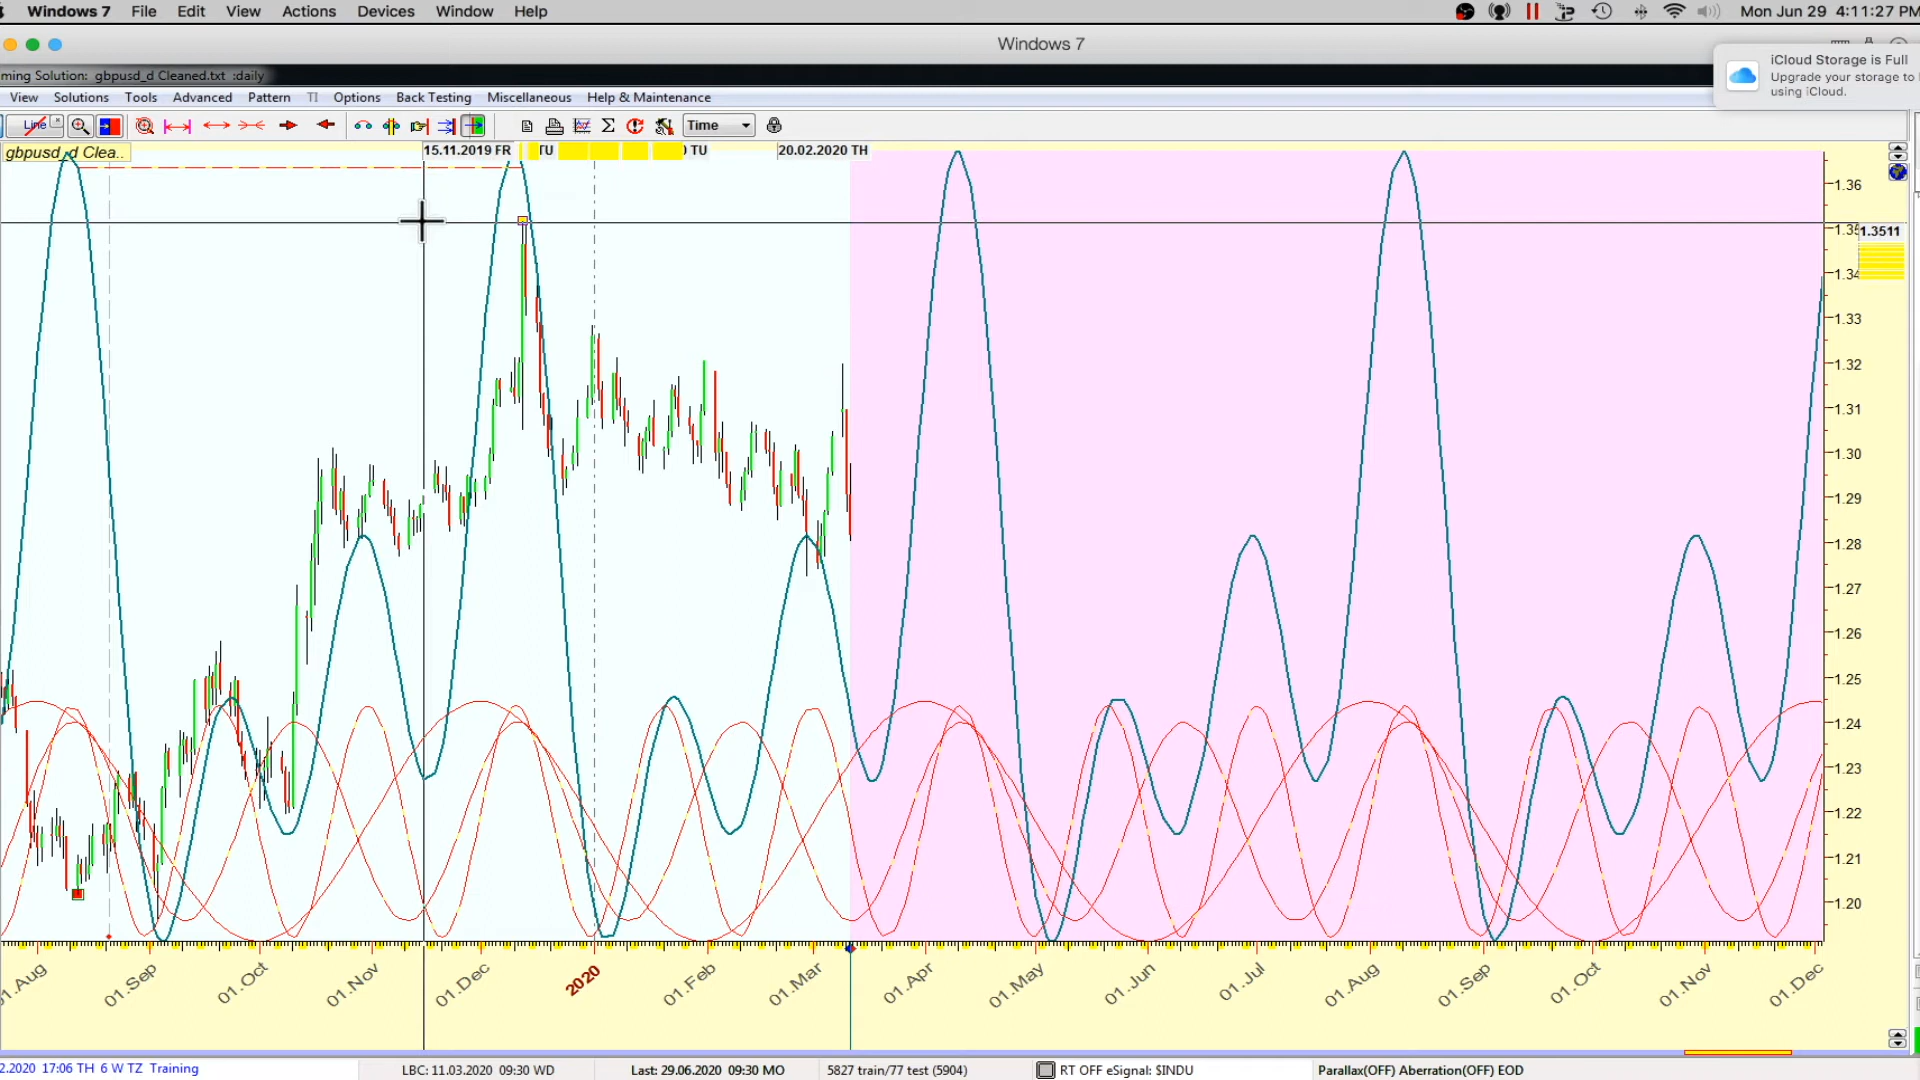 Windows 7 File Edit View Actions Devices Window Help Mon Jun 29 4:11:27 PM
Windows 7
iCloud Storage is Full
Upgrade your storage to
using iCloud.
ming Solution: gbpusd_d Cleaned.txt :daily
View Solutions Tools Advanced Pattern TI Options Back Testing Miscellaneous Help & Maintenance
Line Time
gbpusd_d Clea..
15.11.2019 FR TU TU 20.02.2020 TH
1.36
1.3511
1.34
1.33
1.32
1.31
1.30
1.29
1.28
1.27
1.26
1.25
1.24
1.23
1.22
1.21
1.20
01.Aug 01.Sep 01.Oct 01.Nov 01.Dec 2020 01.Feb 01.Mar 01.Apr 01.May 01.Jun 01.Jul 01.Aug 01.Sep 01.Oct 01.Nov 01.Dec
2.2020 17:06 TH 6 W TZ Training LBC: 11.03.2020 09:30 WD Last: 29.06.2020 09:30 MO 5827 train/77 test (5904) RT OFF eSignal: $INDU Parallax(OFF) Aberration(OFF) EOD